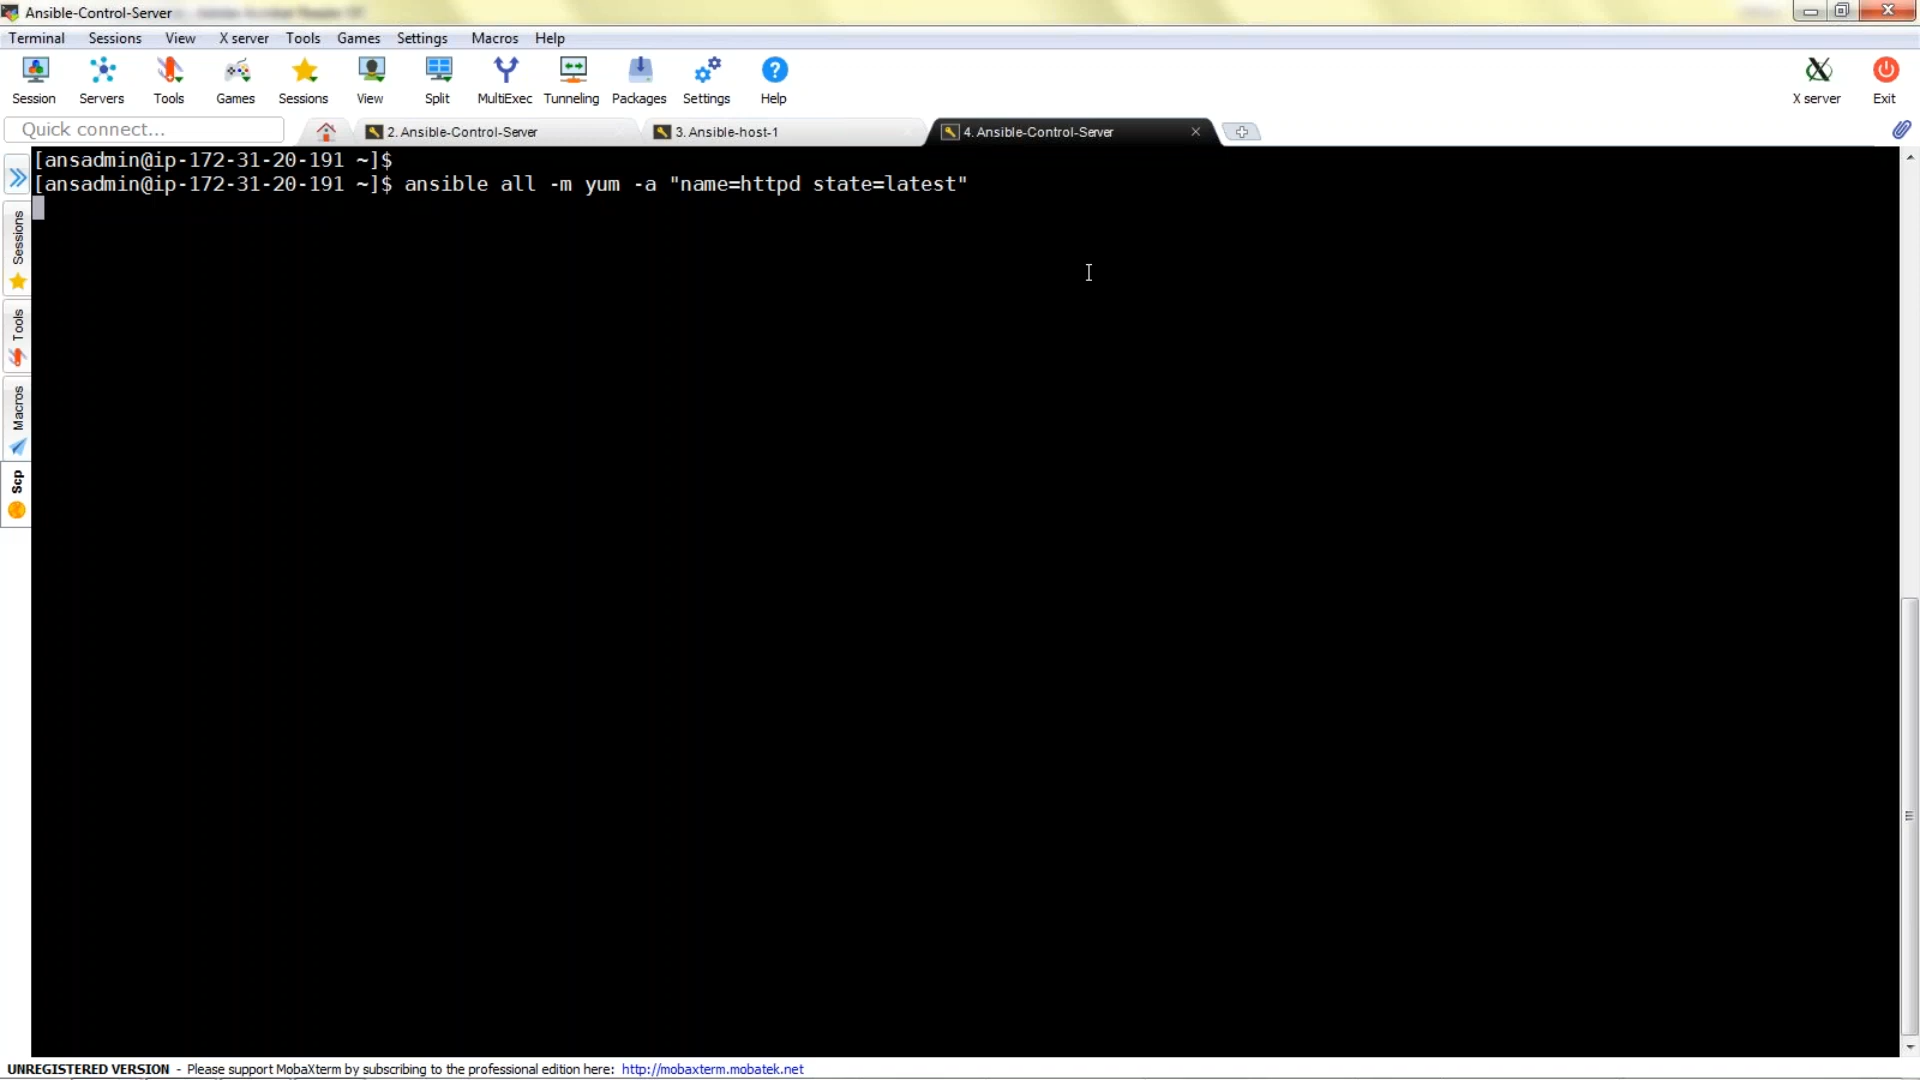 Ansible-Control-Server
Terminal Sessions View X server Tools Games Settings Macros Help
Session Servers Tools Games Sessions View Split MultiExec Tunneling Packages Settings Help X server Exit
Quick connect... 2. Ansible-Control-Server 3. Ansible-host-1 4. Ansible-Control-Server
[ansadmin@ip-172-31-20-191 ~]$
[ansadmin@ip-172-31-20-191 ~]$ ansible all -m yum -a "name=httpd state=latest"
Sessions
Tools
Macros
Scp
UNREGISTERED VERSION - Please support MobaXterm by subscribing to the professional edition here: http://mobaxterm.mobatek.net